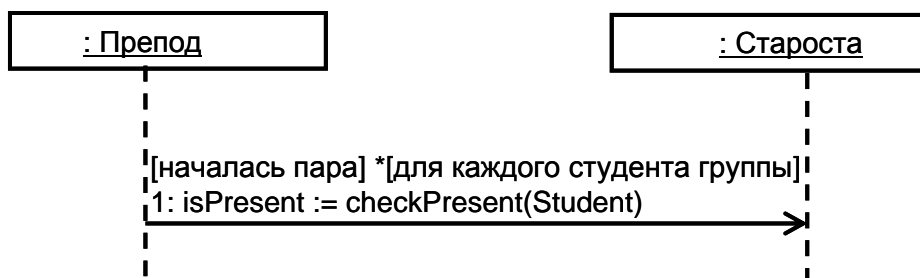 : Препод
: Староста
[началась пара] *[для каждого студента группы]
1: isPresent := checkPresent(Student)